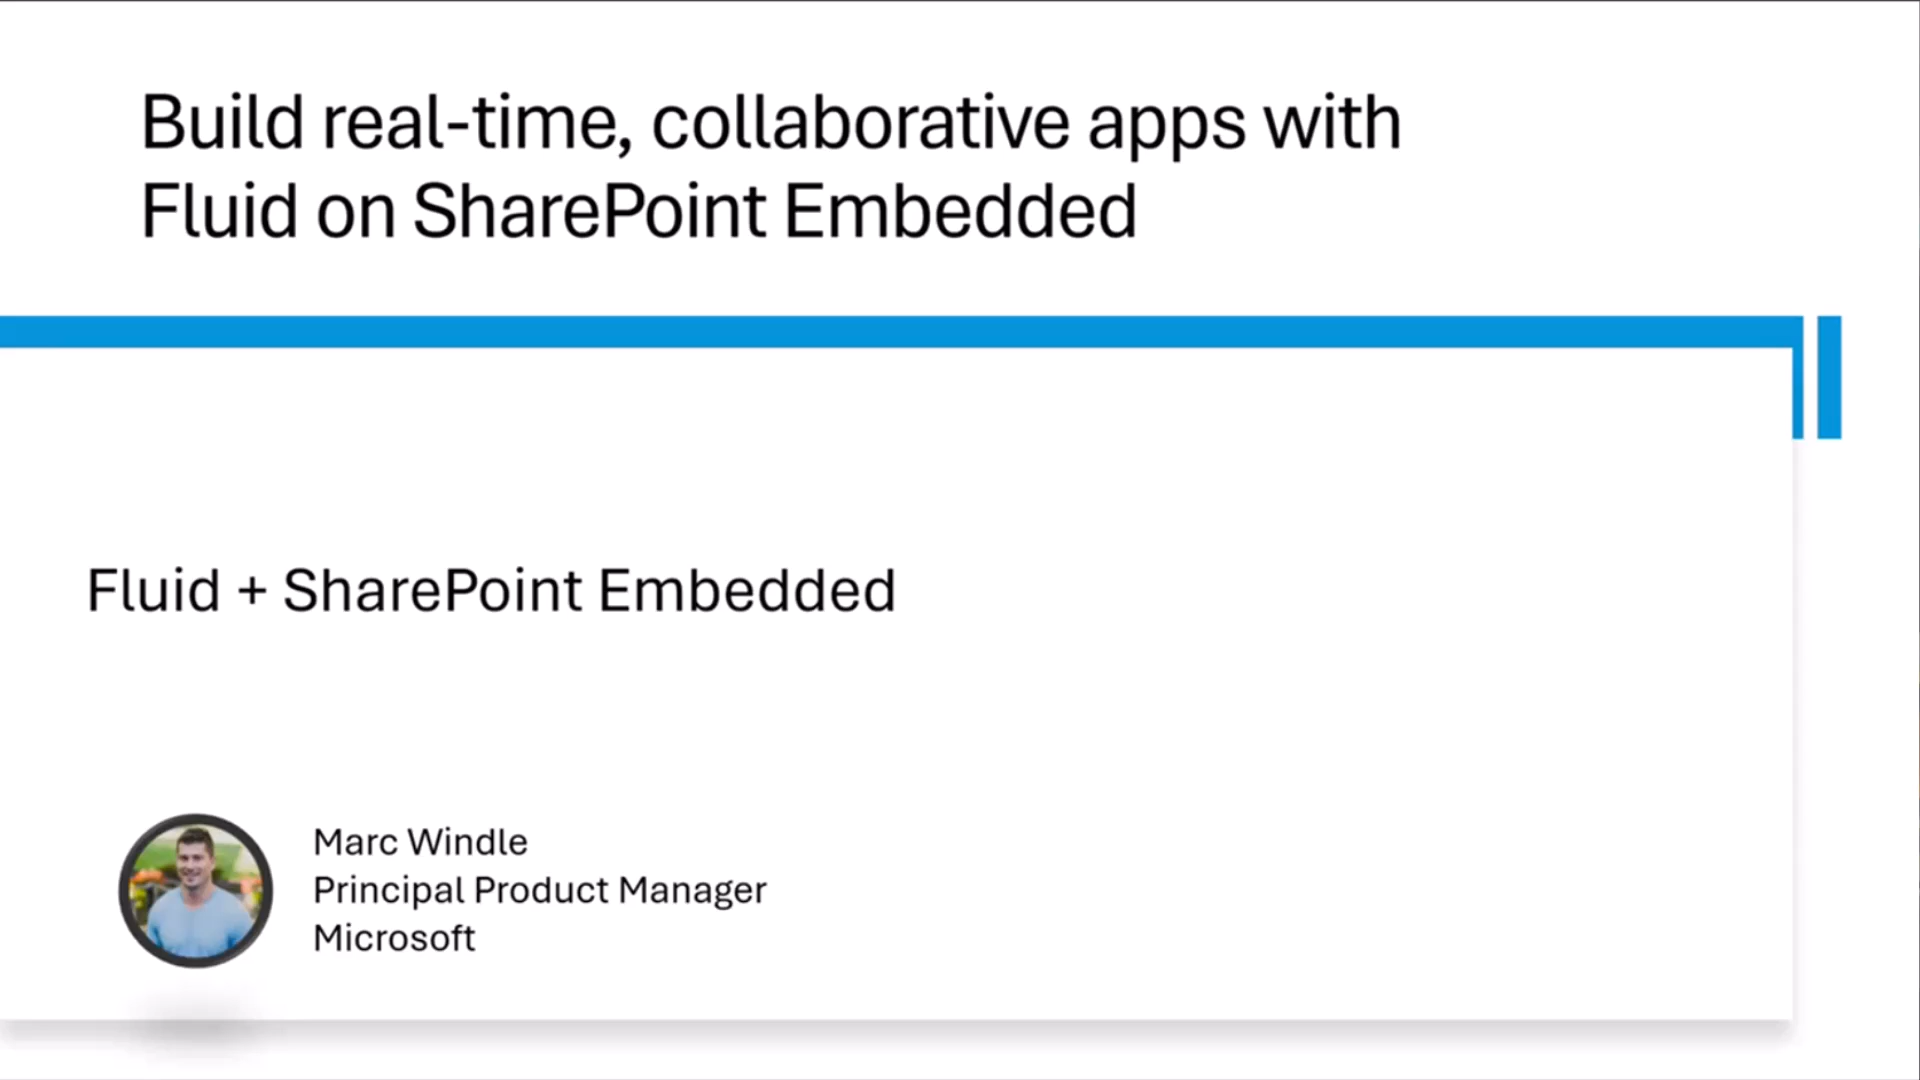 Build real-time, collaborative apps with
Fluid on SharePoint Embedded
Fluid + SharePoint Embedded
Marc Windle
Principal Product Manager
Microsoft